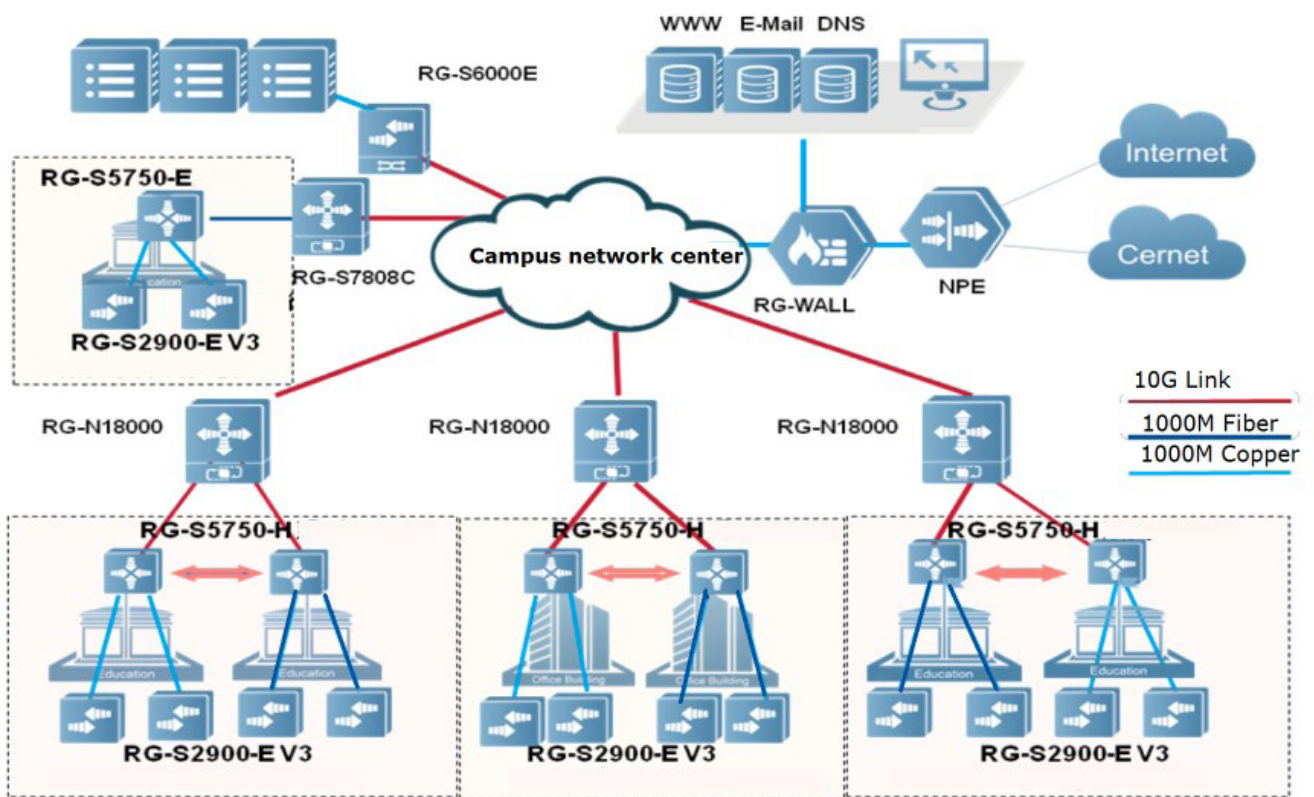 WWW E-Mail DNS
RG-S6000E
Internet
RG-S5750-E
Cernet
Campus network center
cation
RG-S7808C
NPE
RG-WALL
RG-S2900-E V3
10G Link
1000M Fiber
1000M Copper
RG-N18000
RG-N18000
RG-N18000
RG-S5750-H
RG-S5750-H
RG-S5750-H
Education
Education
Office Building
Office Building
Education
Education
RG-S2900-E V3
RG-S2900-E V3
RG-S2900-E V3